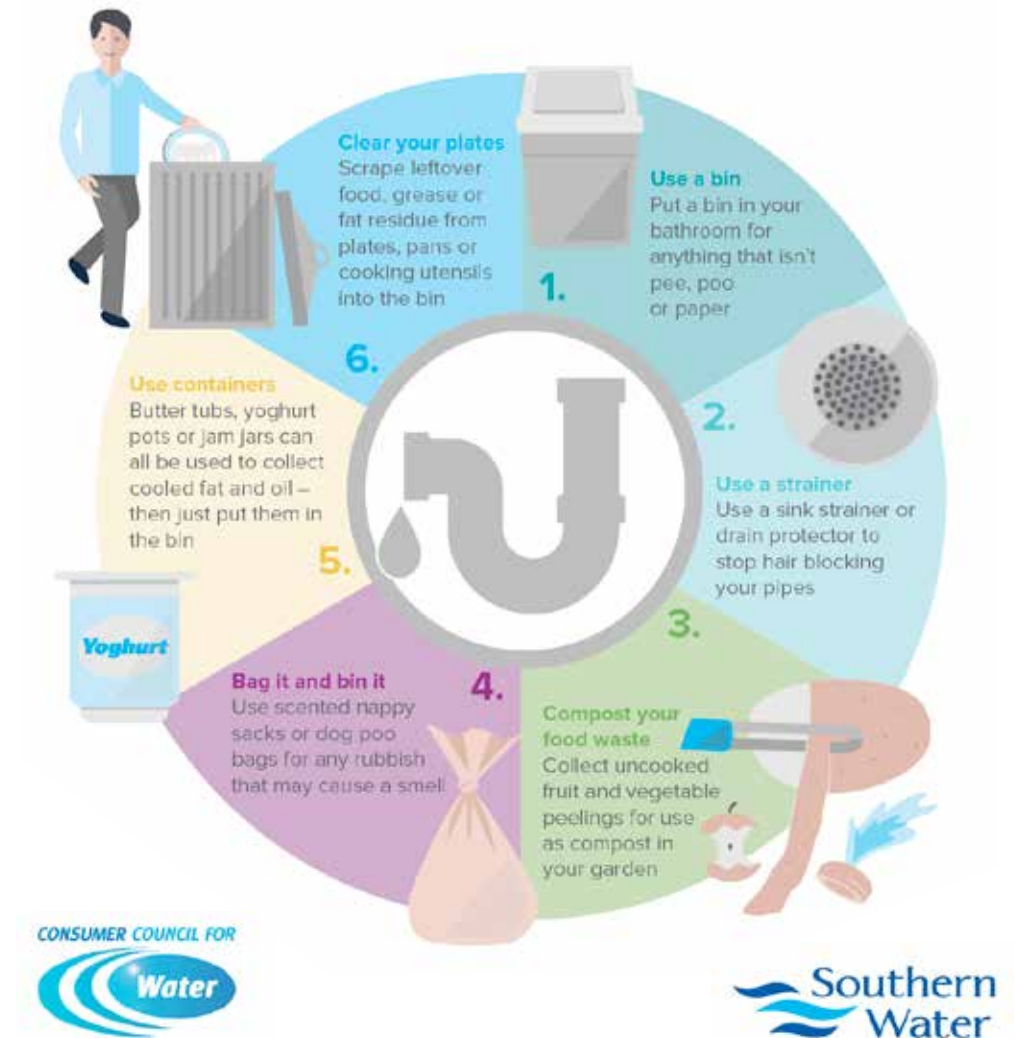 1.
Use a bin
Put a bin in your
bathroom for
anything that isn't
pee, poo
or paper
2.
Use a strainer
Use a sink strainer or
drain protector to
stop hair blocking
your pipes
3.
Compost your
food waste
Collect uncooked
fruit and vegetable
peelings for use
as compost in
your garden
4.
Bag it and bin it
Use scented nappy
sacks or dog poo
bags for any rubbish
that may cause a smell
5.
Use containers
Butter tubs, yoghurt
pots or jam jars can
all be used to collect
cooled fat and oil –
then just put them in
the bin
Yoghurt
6.
Clear your plates
Scrape leftover
food, grease or
fat residue from
plates, pans or
cooking utensils
into the bin
CONSUMER COUNCIL FOR
Water
Southern
Water